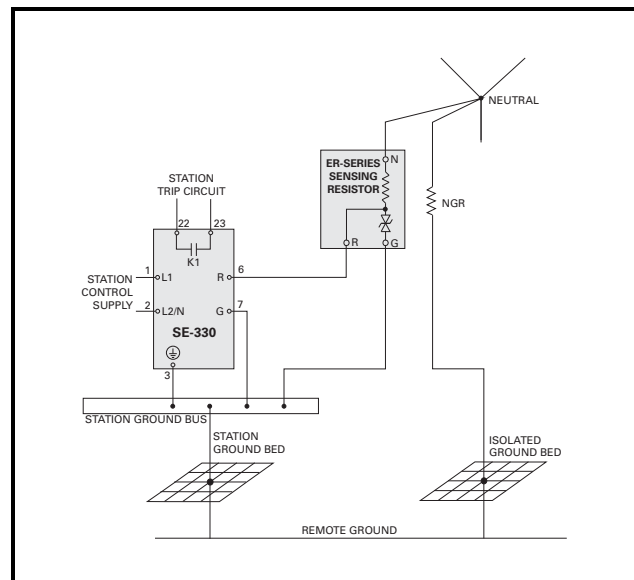 NEUTRAL
ER-SERIES
SENSING
RESISTOR
N
R
G
NGR
STATION
TRIP CIRCUIT
22
23
K1
STATION
CONTROL
SUPPLY
1
L1
2
L2/N
R
6
G
7
SE-330
3
STATION GROUND BUS
STATION
GROUND BED
ISOLATED
GROUND BED
REMOTE GROUND